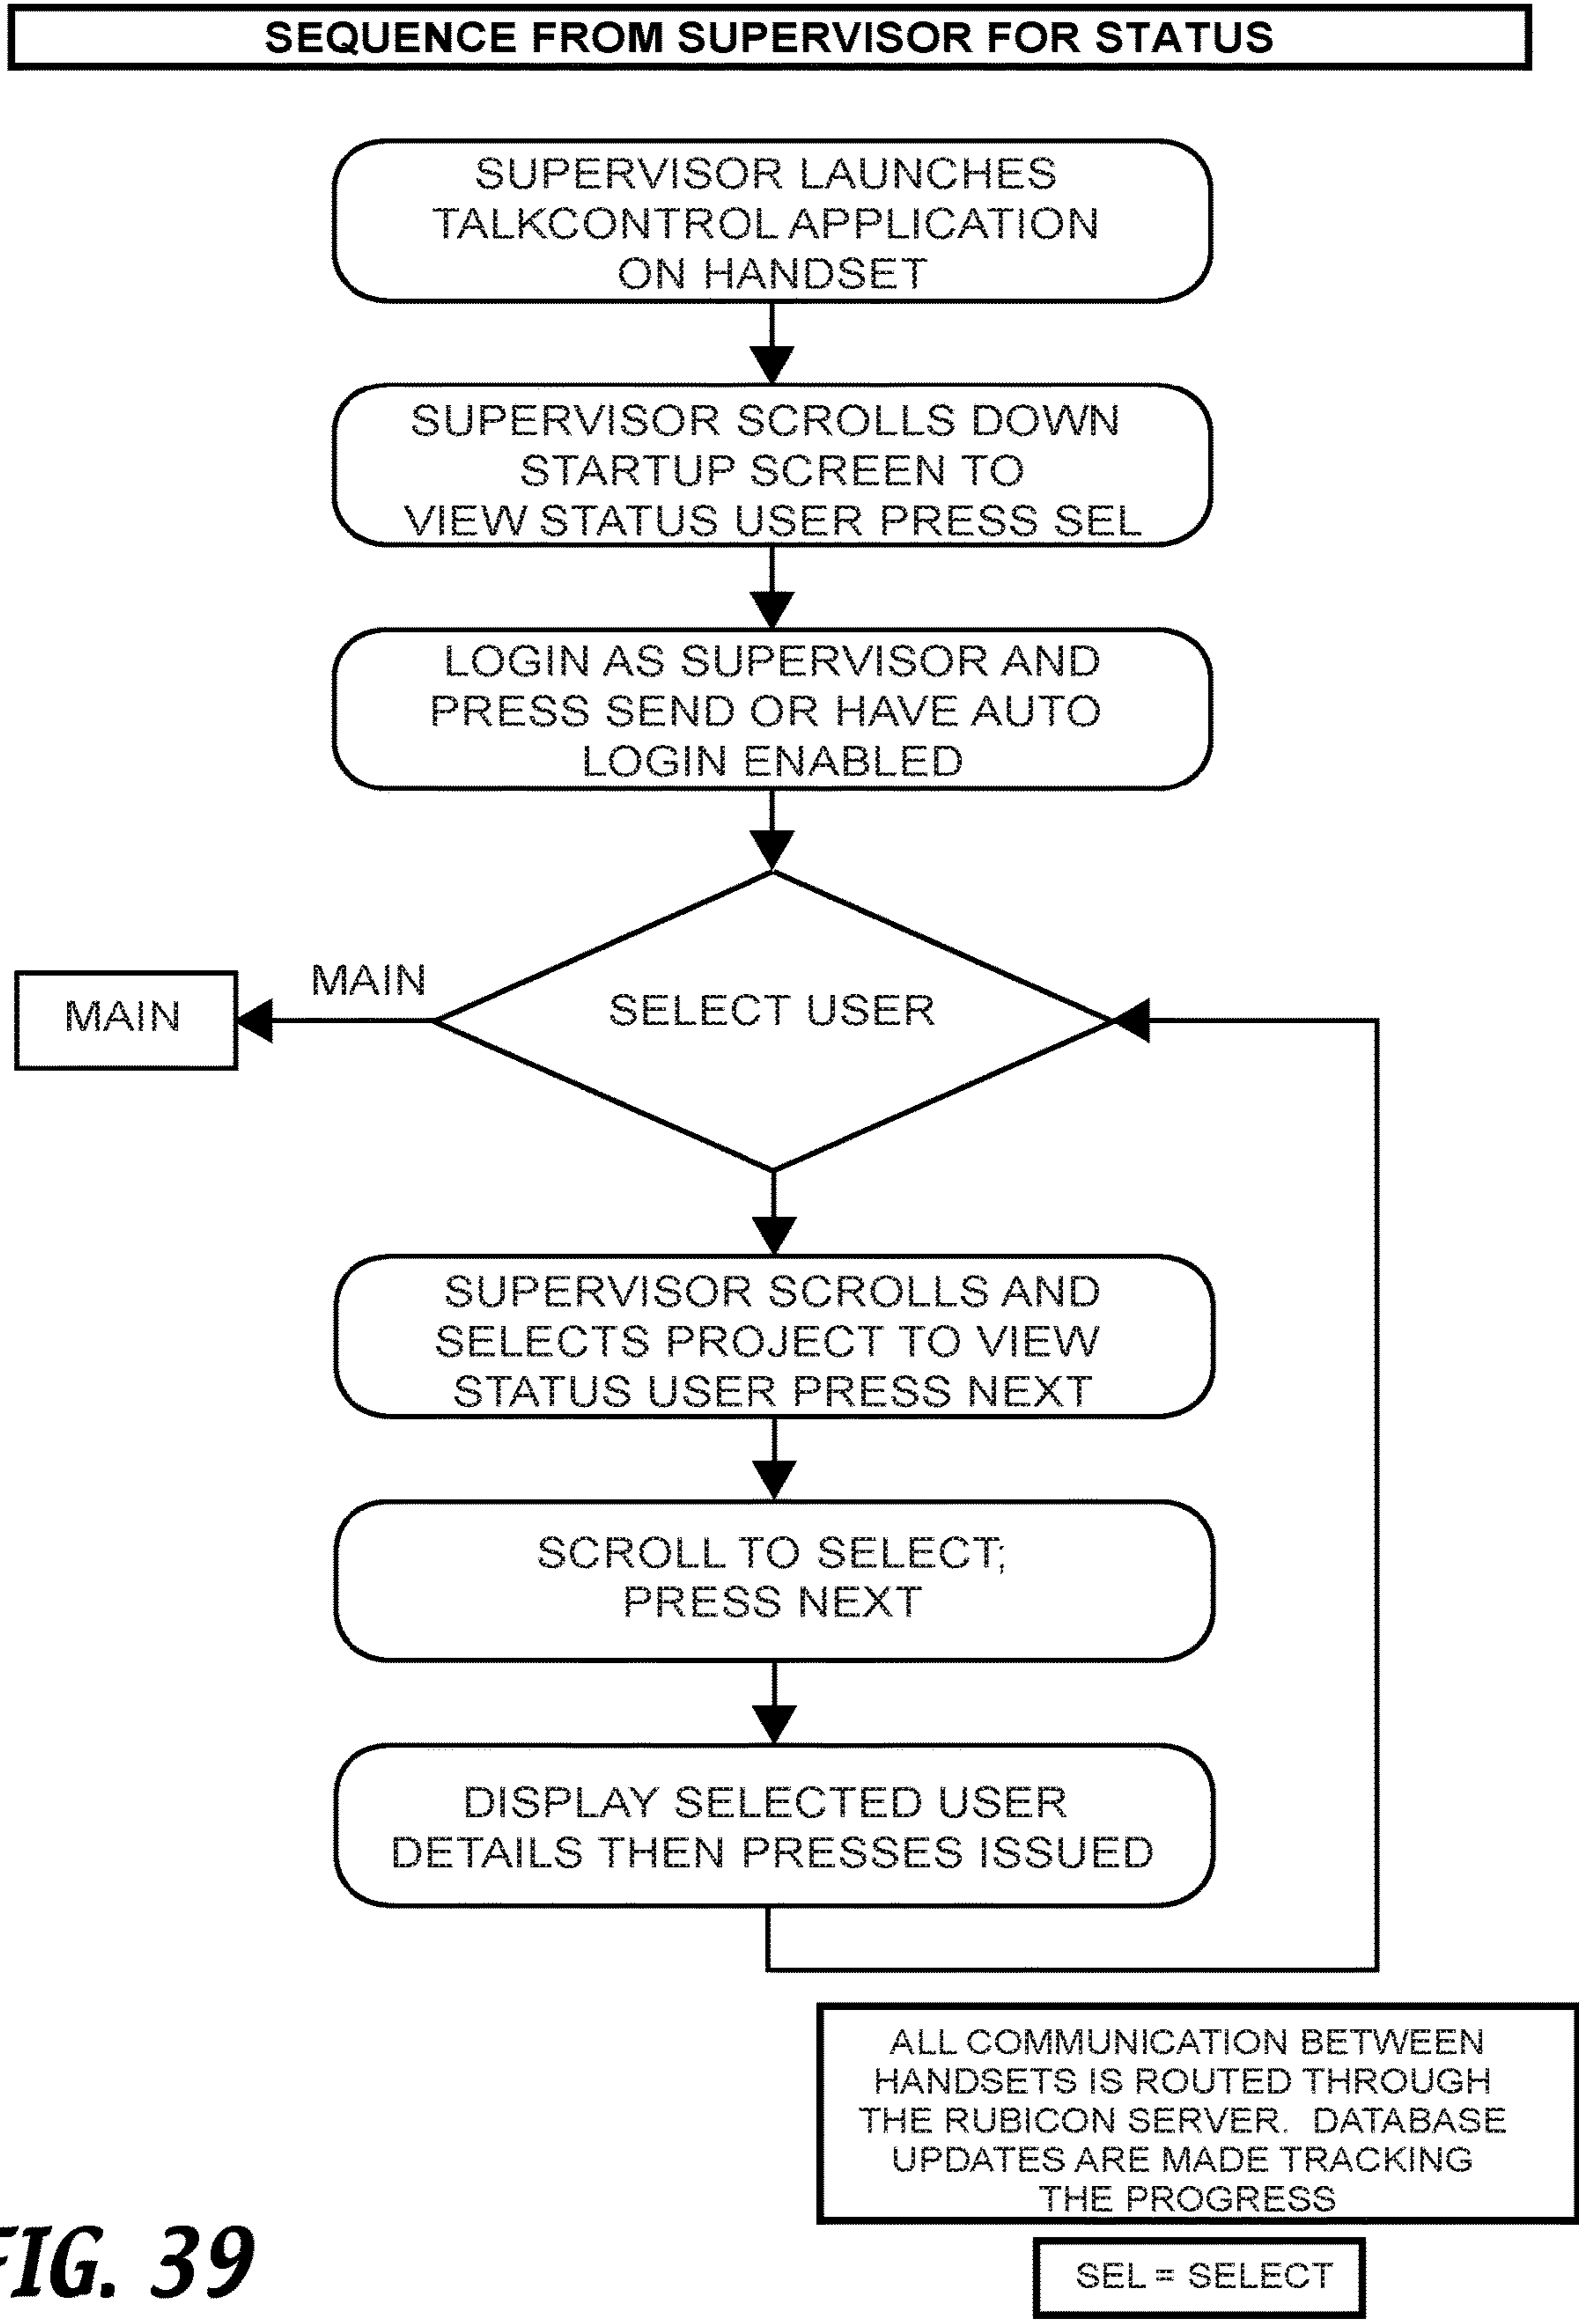 SEQUENCE FROM SUPERVISOR FOR STATUS
SUPERVISOR LAUNCHES
TALKCONTROL APPLICATION
ON HANDSET
SUPERVISOR SCROLLS DOWN
STARTUP SCREEN TO
VIEW STATUS USER PRESS SEL
LOGIN AS SUPERVISOR AND
PRESS SEND OR HAVE AUTO
LOGIN ENABLED
MAIN
MAIN
SELECT USER
SUPERVISOR SCROLLS AND
SELECTS PROJECT TO VIEW
STATUS USER PRESS NEXT
SCROLL TO SELECT;
PRESS NEXT
DISPLAY SELECTED USER
DETAILS THEN PRESSES ISSUED
ALL COMMUNICATION BETWEEN
HANDSETS IS ROUTED THROUGH
THE RUBICON SERVER. DATABASE
UPDATES ARE MADE TRACKING
THE PROGRESS
SEL = SELECT
FIG. 39